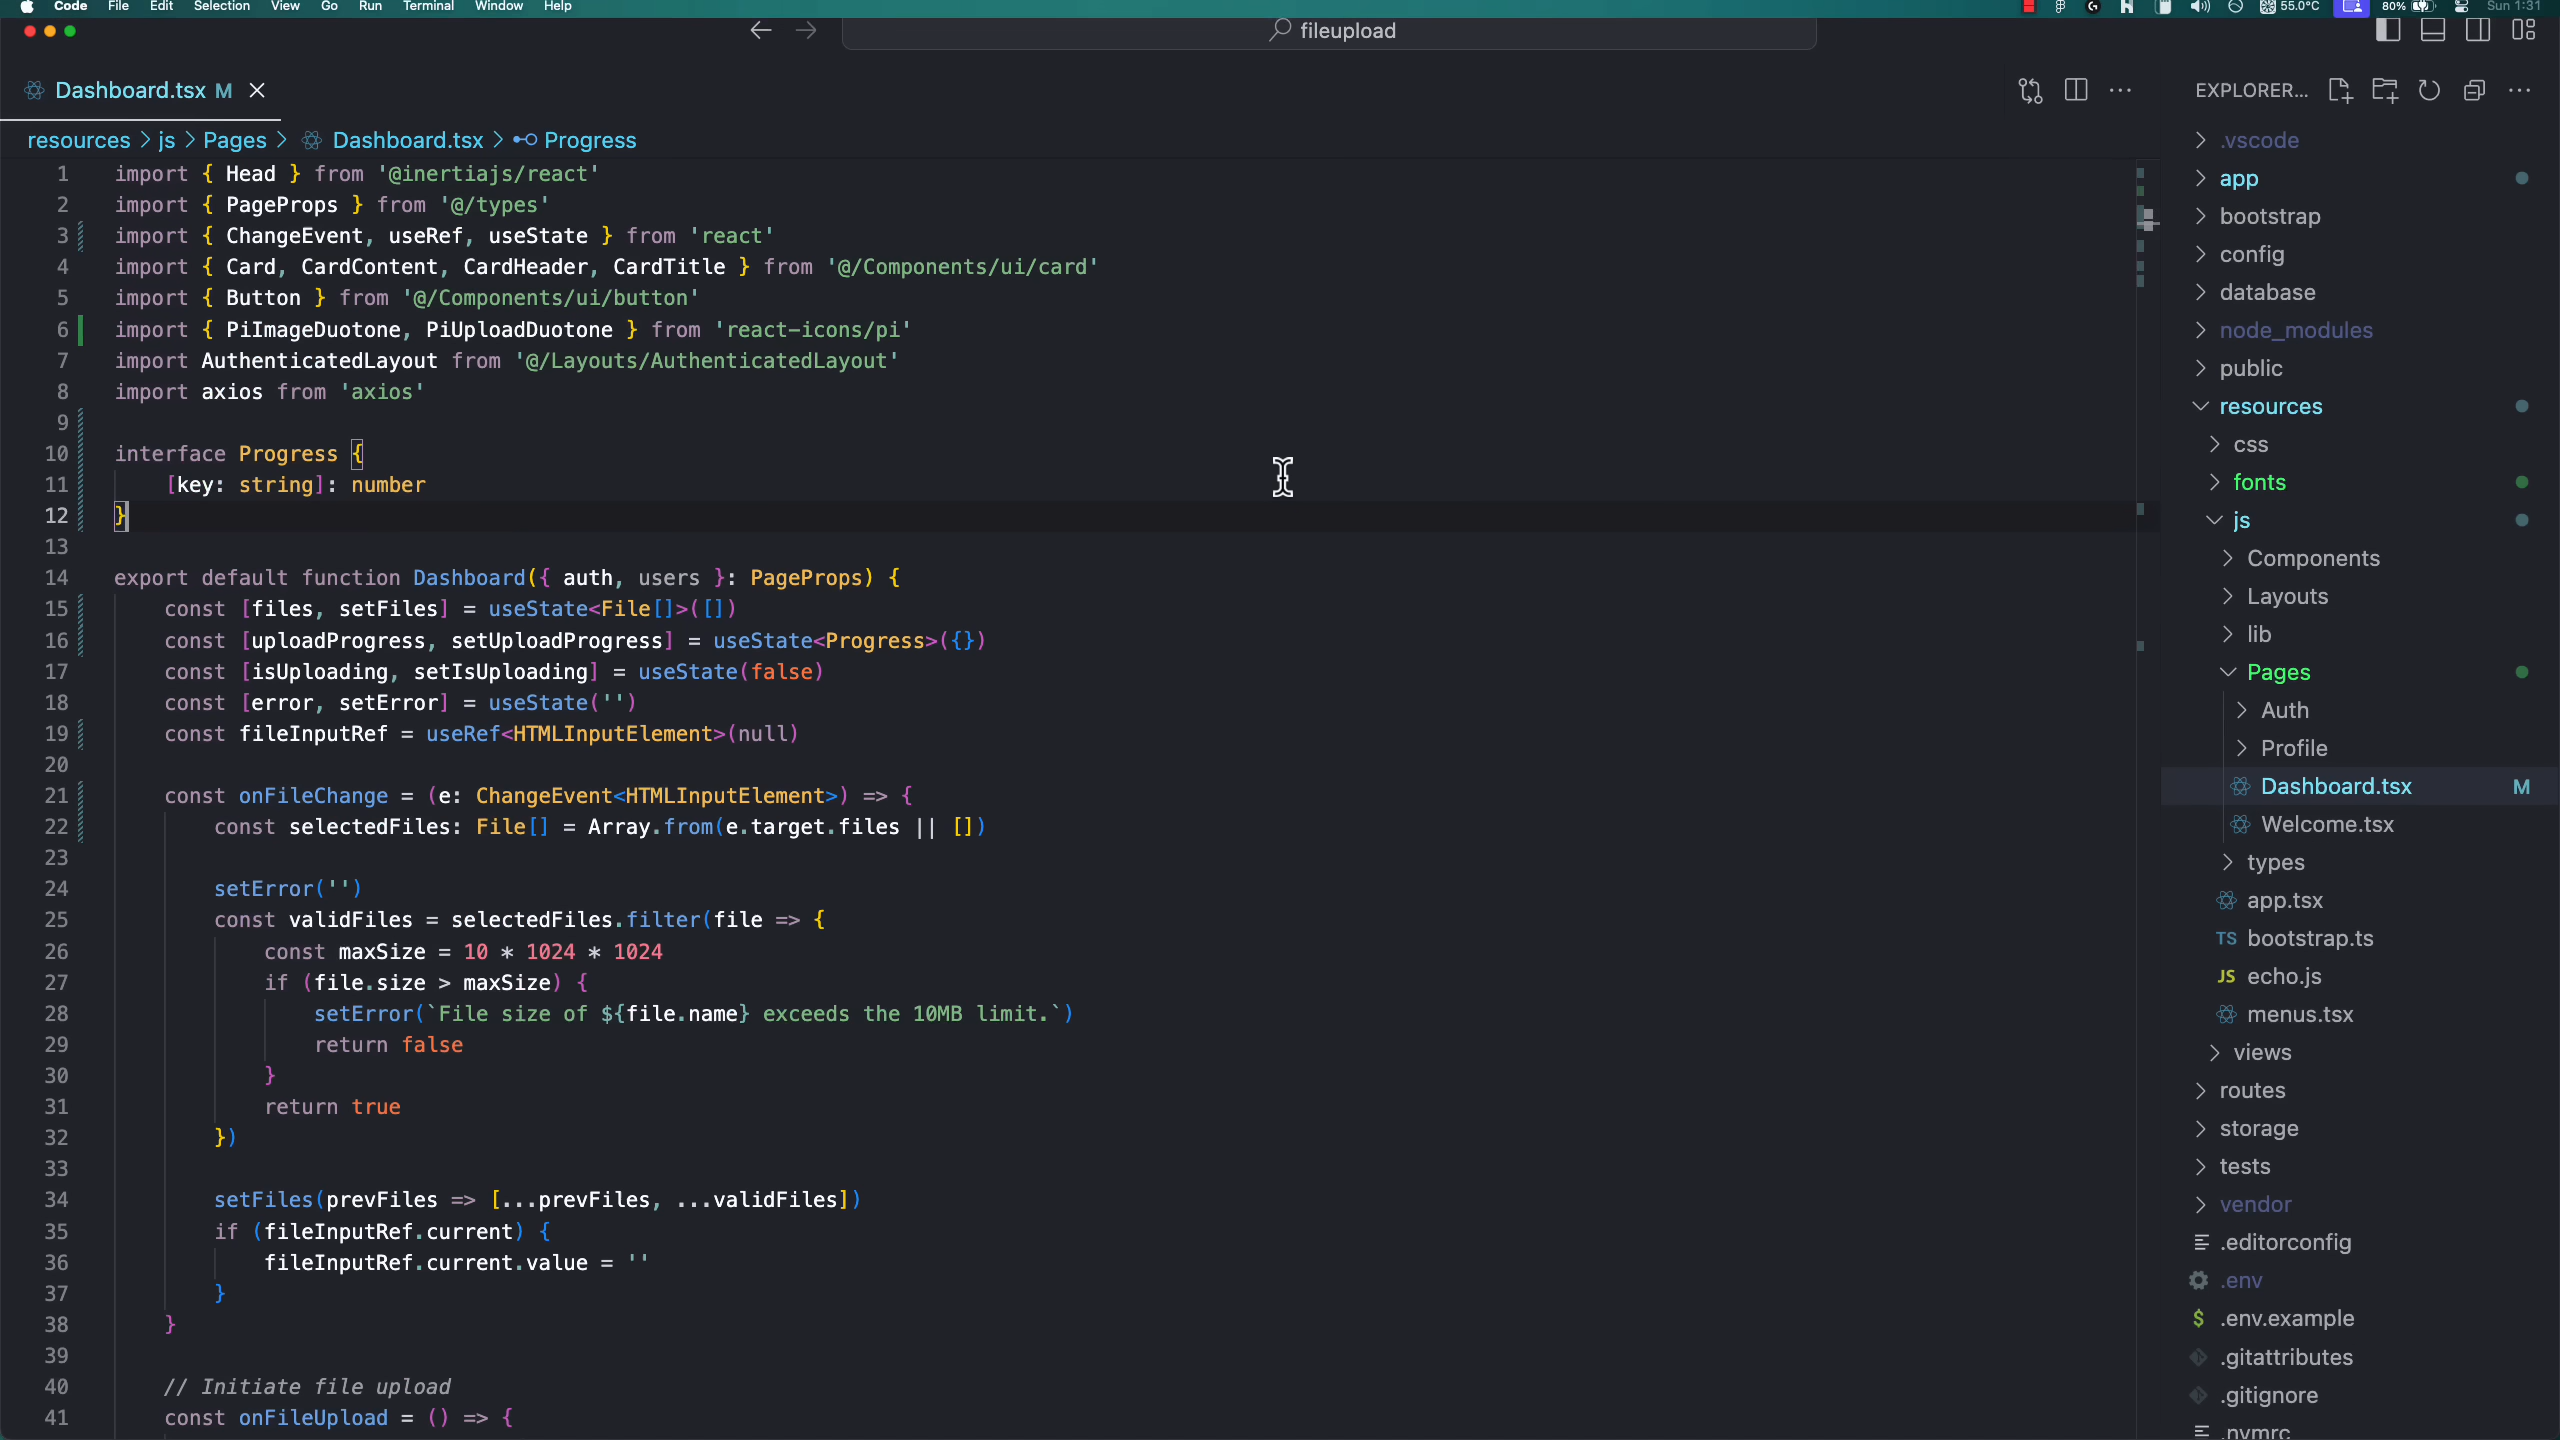 Code File Edit Selection View Go Run Terminal Window Help 55.0°C 80% Sun 1:31
fileupload
Dashboard.tsx M
resources > js > Pages > Dashboard.tsx > Progress
1 import { Head } from '@inertiajs/react'
2 import { PageProps } from '@/types'
3 import { ChangeEvent, useRef, useState } from 'react'
4 import { Card, CardContent, CardHeader, CardTitle } from '@/Components/ui/card'
5 import { Button } from '@/Components/ui/button'
6 import { PiImageDuotone, PiUploadDuotone } from 'react-icons/pi'
7 import AuthenticatedLayout from '@/Layouts/AuthenticatedLayout'
8 import axios from 'axios'
9
10 interface Progress {
11 [key: string]: number
12 }
13
14 export default function Dashboard({ auth, users }: PageProps) {
15 const [files, setFiles] = useState<File[]>([])
16 const [uploadProgress, setUploadProgress] = useState<Progress>({})
17 const [isUploading, setIsUploading] = useState(false)
18 const [error, setError] = useState('')
19 const fileInputRef = useRef<HTMLInputElement>(null)
20
21 const onFileChange = (e: ChangeEvent<HTMLInputElement>) => {
22 const selectedFiles: File[] = Array.from(e.target.files || [])
23
24 setError('')
25 const validFiles = selectedFiles.filter(file => {
26 const maxSize = 10 * 1024 * 1024
27 if (file.size > maxSize) {
28 setError(`File size of ${file.name} exceeds the 10MB limit.`)
29 return false
30 }
31 return true
32 })
33
34 setFiles(prevFiles => [...prevFiles, ...validFiles])
35 if (fileInputRef.current) {
36 fileInputRef.current.value = ''
37 }
38 }
39
40 // Initiate file upload
41 const onFileUpload = () => {
EXPLORER...
.vscode
app
bootstrap
config
database
node_modules
public
resources
css
fonts
js
Components
Layouts
lib
Pages
Auth
Profile
Dashboard.tsx M
Welcome.tsx
types
app.tsx
TS bootstrap.ts
JS echo.js
menus.tsx
views
routes
storage
tests
vendor
.editorconfig
.env
$ .env.example
.gitattributes
.gitignore
.nvmrc